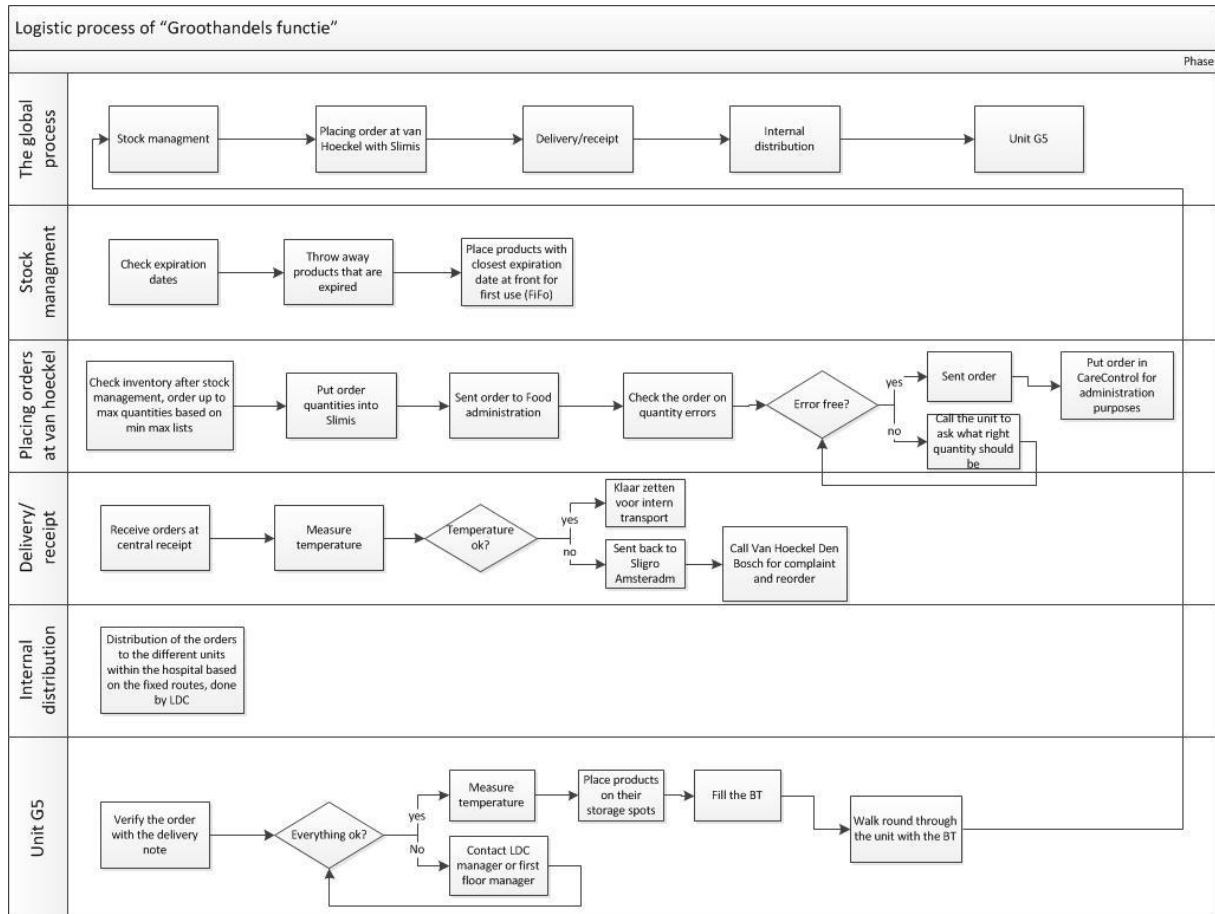 Logistic process of “Groothandels functie”
Phase
The global
process
Stock managment
Placing order at van
Hoeckel with Slimis
Delivery/receipt
Internal
distribution
Unit G5
Stock
managment
Check expiration
dates
Throw away
products that are
expired
Place products with
closest expiration
date at front for
first use (FiFo)
Placing orders
at van hoeckel
Check inventory after stock
management, order up to
max quantities based on
min max lists
Put order
quantities into
Slimis
Sent order to Food
administration
Check the order on
quantity errors
Error free?
yes
no
Sent order
Put order in
CareControl for
administration
purposes
Call the unit to
ask what right
quantity should
be
Delivery/
receipt
Receive orders at
central receipt
Measure
temperature
Temperature
ok?
yes
no
Klaar zetten
voor intern
transport
Sent back to
Sligro
Amsteradm
Call Van Hoeckel Den
Bosch for complaint
and reorder
Internal
distribution
Distribution of the orders
to the different units
within the hospital based
on the fixed routes, done
by LDC
Unit G5
Verify the order
with the delivery
note
Everything ok?
yes
No
Measure
temperature
Place products
on their
storage spots
Fill the BT
Walk round through
the unit with the BT
Contact LDC
manager or first
floor manager